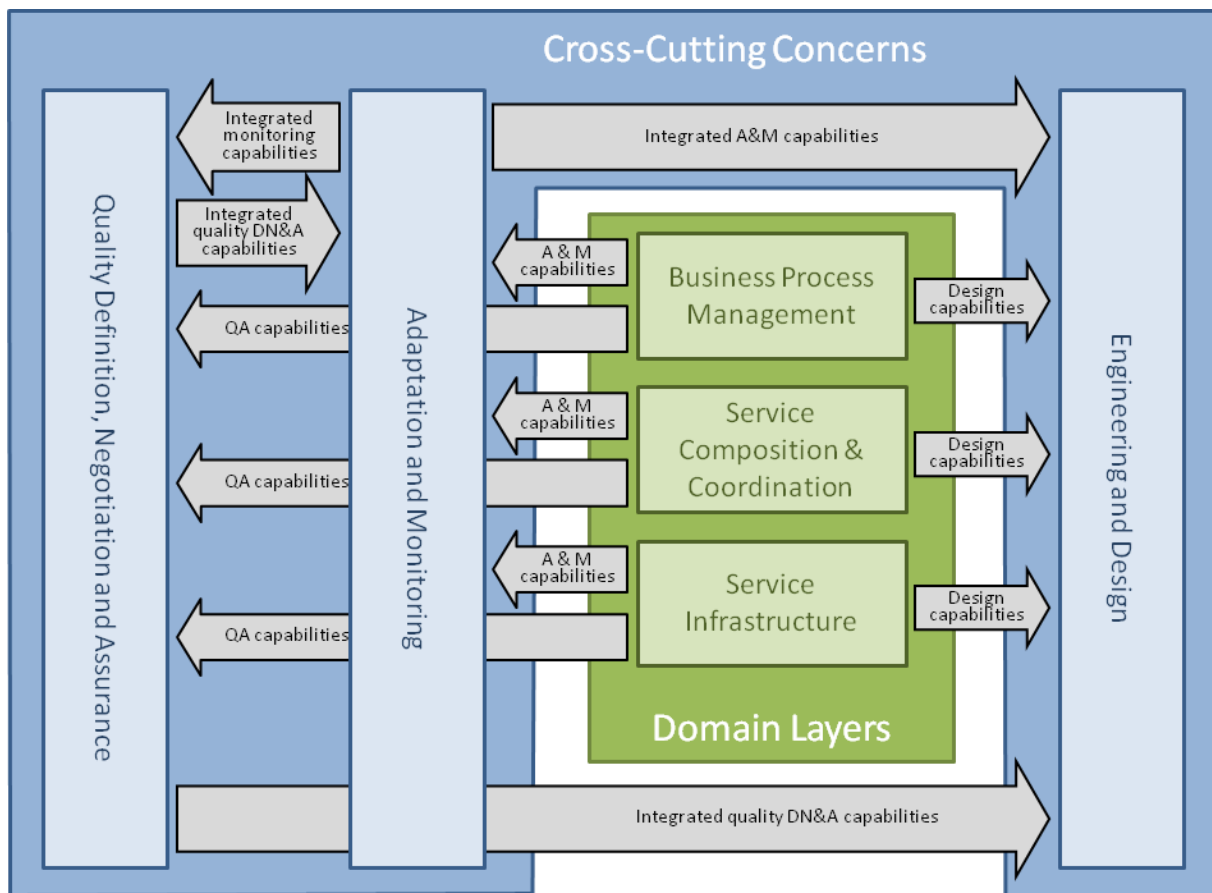 Cross-Cutting Concerns
Integrated
monitoring
capabilities
Integrated A&M capabilities
Integrated
quality DN&A
capabilities
Quality Definition, Negotiation and Assurance
Adaptation and Monitoring
Engineering and Design
A & M
capabilities
Business Process
Management
Design
capabilities
QA capabilities
A & M
capabilities
Service
Composition &
Coordination
Design
capabilities
QA capabilities
A & M
capabilities
Service
Infrastructure
Design
capabilities
QA capabilities
Domain Layers
Integrated quality DN&A capabilities